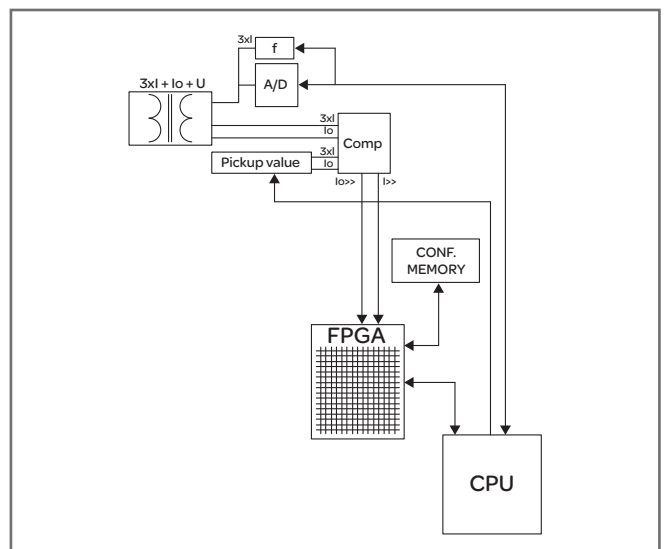 3xI
f
A/D
3xI + Io + U
3xI
Io
Comp
Pickup value
3xI
Io
Io>>
I>>
CONF.
MEMORY
FPGA
CPU